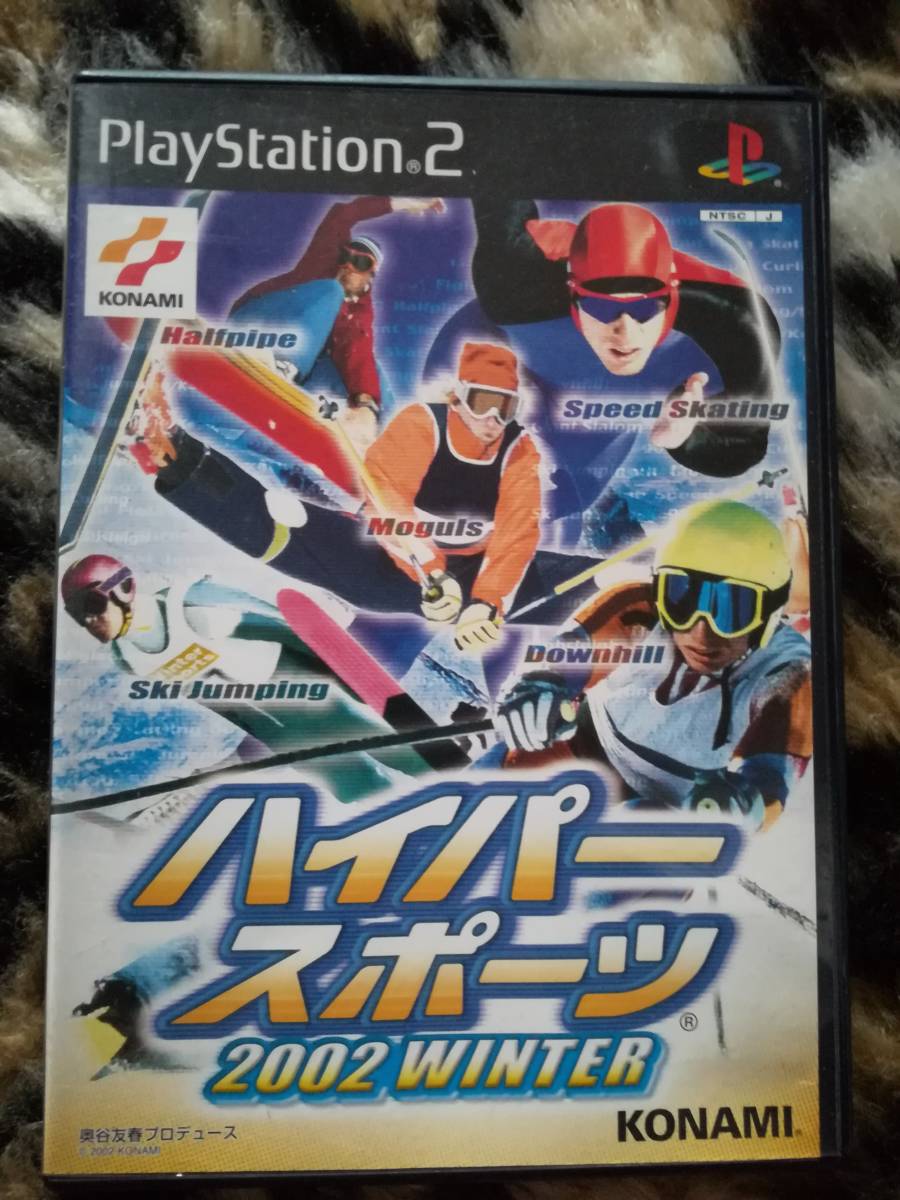 PlayStation®2
NTSC J
KONAMI
Halfpipe
Speed Skating
Moguls
Downhill
Ski Jumping
ハイパー
スポーツ®
2002 WINTER
奥谷友春プロデュース
© 2002 KONAMI
KONAMI